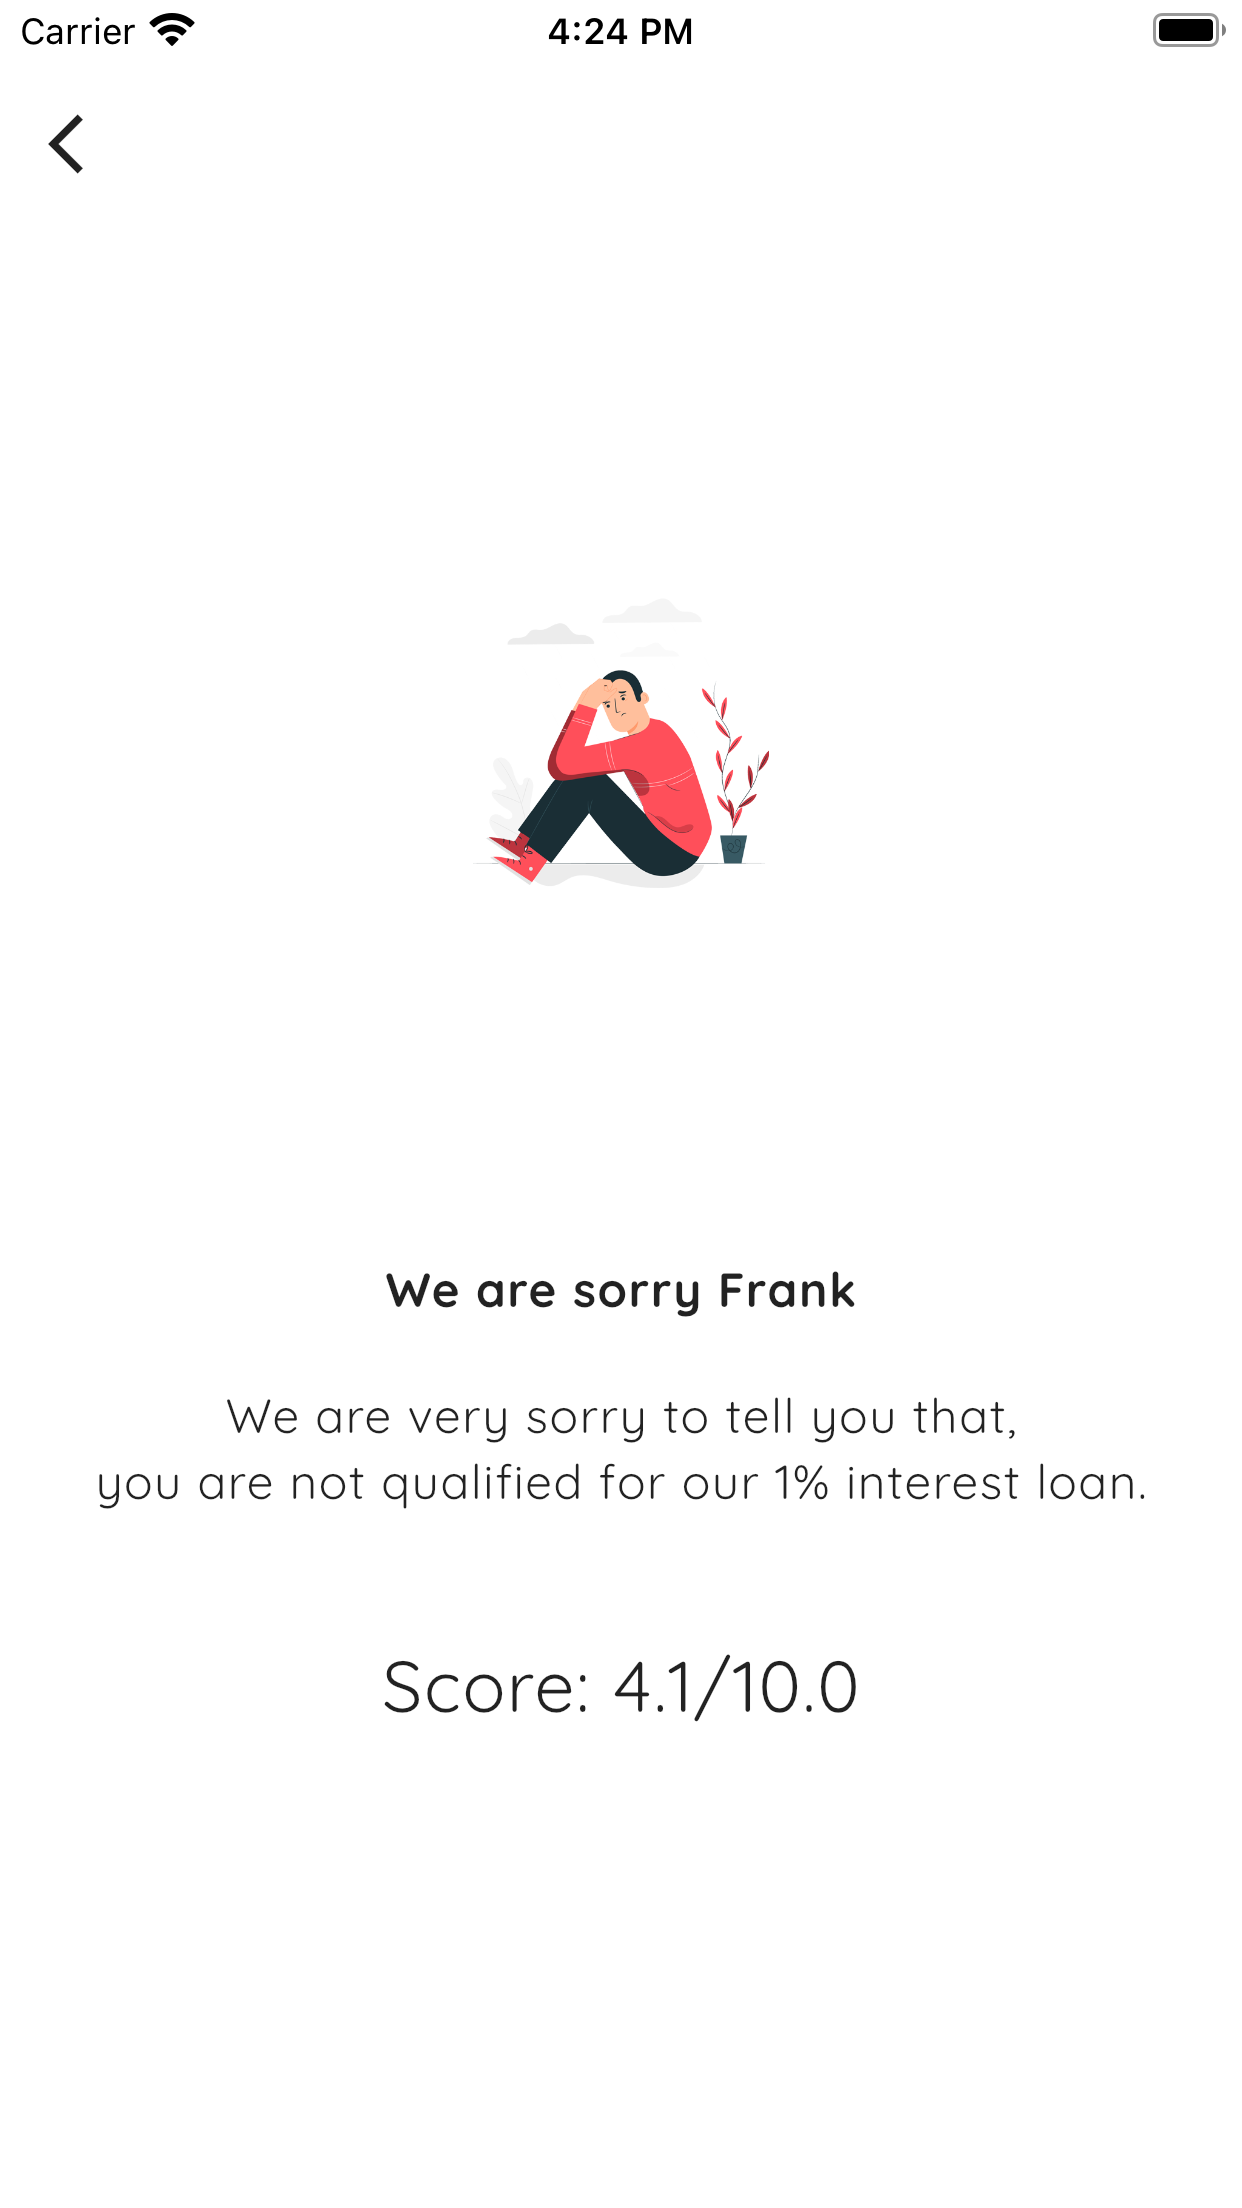 Carrier 4:24 PM
We are sorry Frank
We are very sorry to tell you that,
you are not qualified for our 1% interest loan.
Score: 4.1/10.0